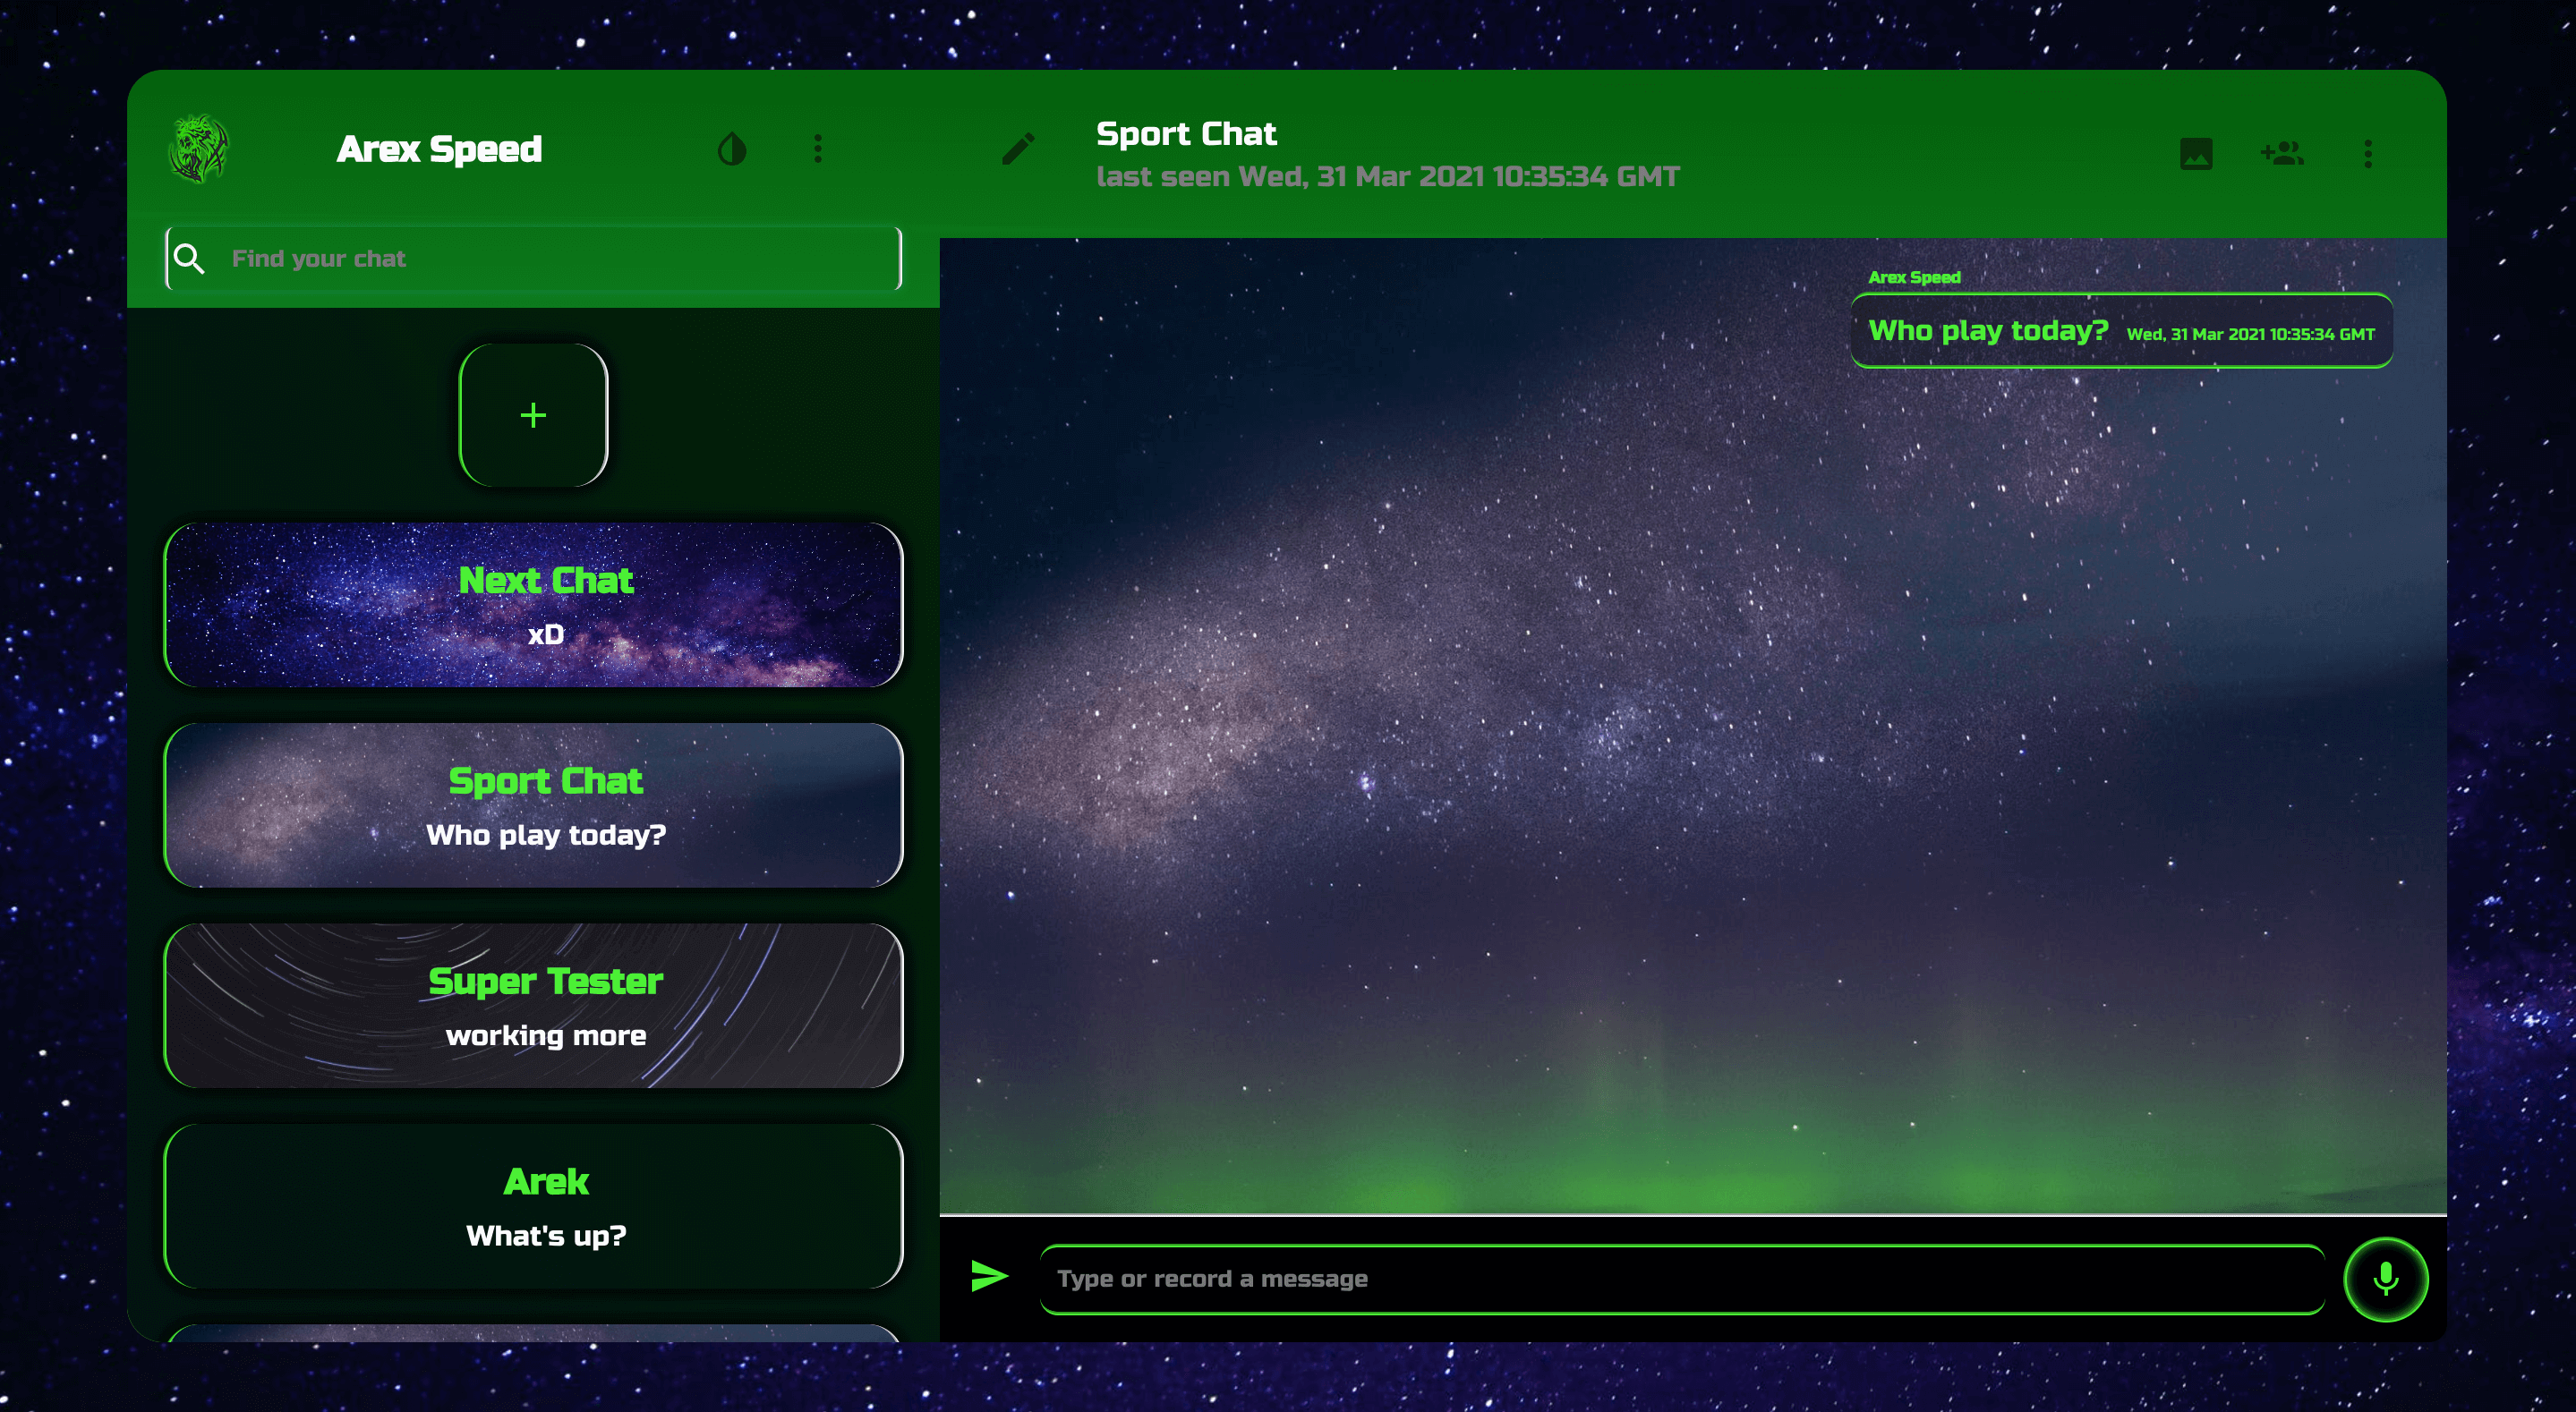 Arex Speed
Find your chat
Next Chat
xD
Sport Chat
Who play today?
Super Tester
working more
Arek
What's up?
Sport Chat
last seen Wed, 31 Mar 2021 10:35:34 GMT
Arex Speed
Who play today? Wed, 31 Mar 2021 10:35:34 GMT
Type or record a message